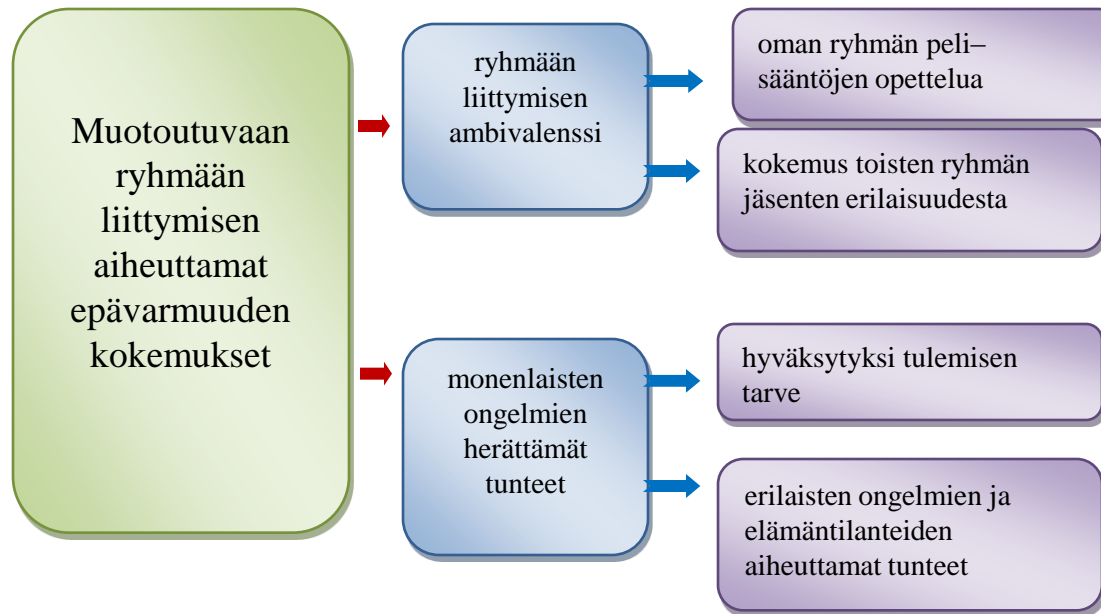 Muotoutuvaan
ryhmään
liittymisen
aiheuttamat
epävarmuuden
kokemukset
ryhmään
liittymisen
ambivalenssi
oman ryhmän peli–
sääntöjen opettelua
kokemus toisten ryhmän
jäsenten erilaisuudesta
monenlaisten
ongelmien
herättämät
tunteet
hyväksytyksi tulemisen
tarve
erilaisten ongelmien ja
elämäntilanteiden
aiheuttamat tunteet